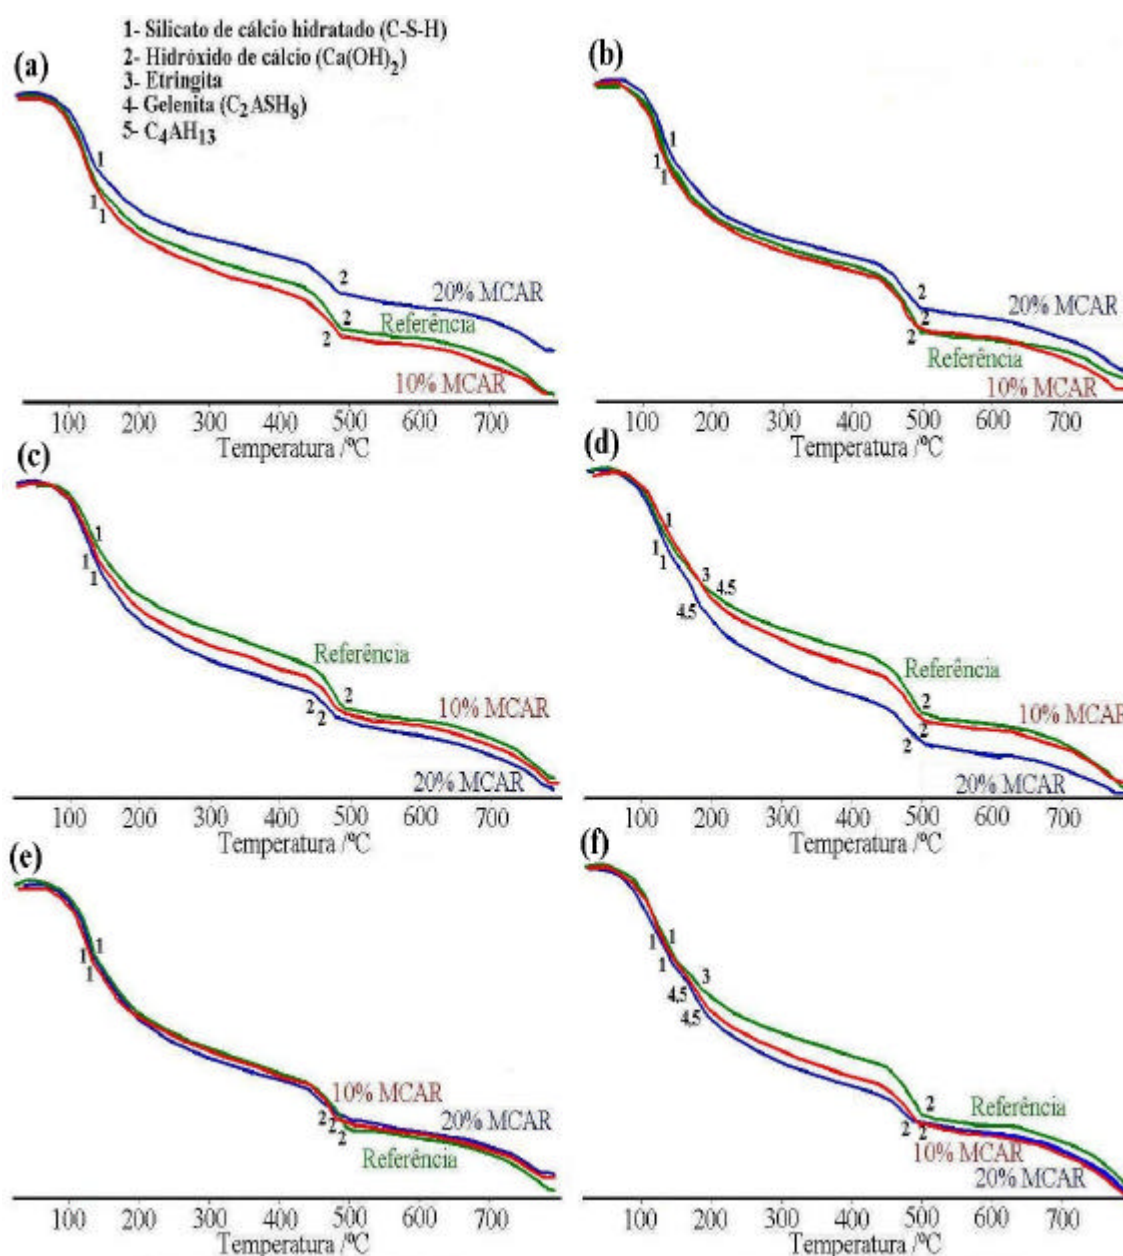 1- Silicato de cálcio hidratado (C-S-H)
2- Hidróxido de cálcio (Ca(OH)2)
3- Etringita
4- Gelenita (C2ASH8)
5- C4AH13
(a)
1
1
1
2
20% MCAR
Referência
2
2
10% MCAR
100 200 300 400 500 600 700
Temperatura /ºC
(b)
1
1
1
2
20% MCAR
2
2
Referência
10% MCAR
100 200 300 400 500 600 700
Temperatura /ºC
(c)
1
1
1
Referência
2
10% MCAR
2
2
20% MCAR
100 200 300 400 500 600 700
Temperatura /ºC
(d)
1
1
1
3
4.5
4.5
Referência
2
10% MCAR
2
2
20% MCAR
100 200 300 400 500 600 700
Temperatura /ºC
(e)
1
1
1
10% MCAR
20% MCAR
2
2
2
Referência
100 200 300 400 500 600 700
Temperatura /ºC
(f)
1
1
1
3
4.5
4.5
2
Referência
2
2
10% MCAR
20% MCAR
100 200 300 400 500 600 700
Temperatura /ºC